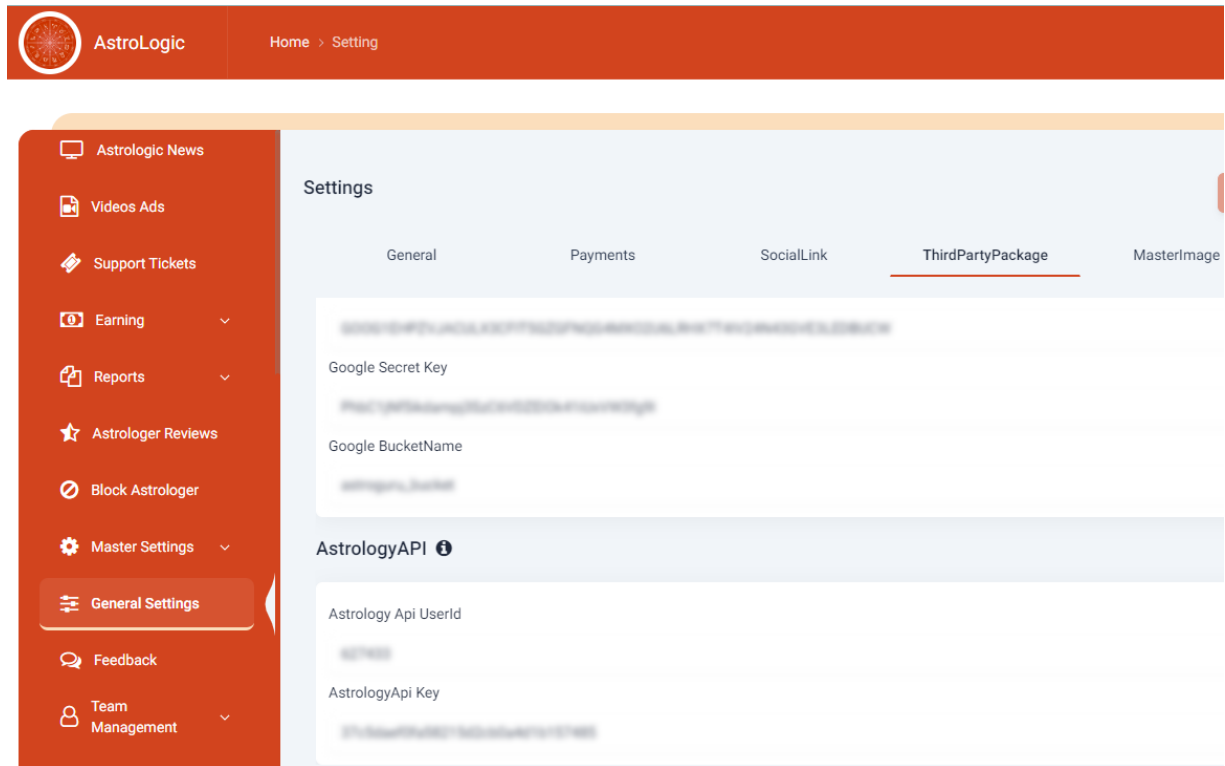 AstroLogic
Home > Setting
Astrologic News
Videos Ads
Support Tickets
Earning
Reports
Astrologer Reviews
Block Astrologer
Master Settings
General Settings
Feedback
Team
Management
Settings
General Payments SocialLink ThirdPartyPackage MasterImage
Google Secret Key
Google BucketName
AstrologyAPI
Astrology Api UserId
AstrologyApi Key